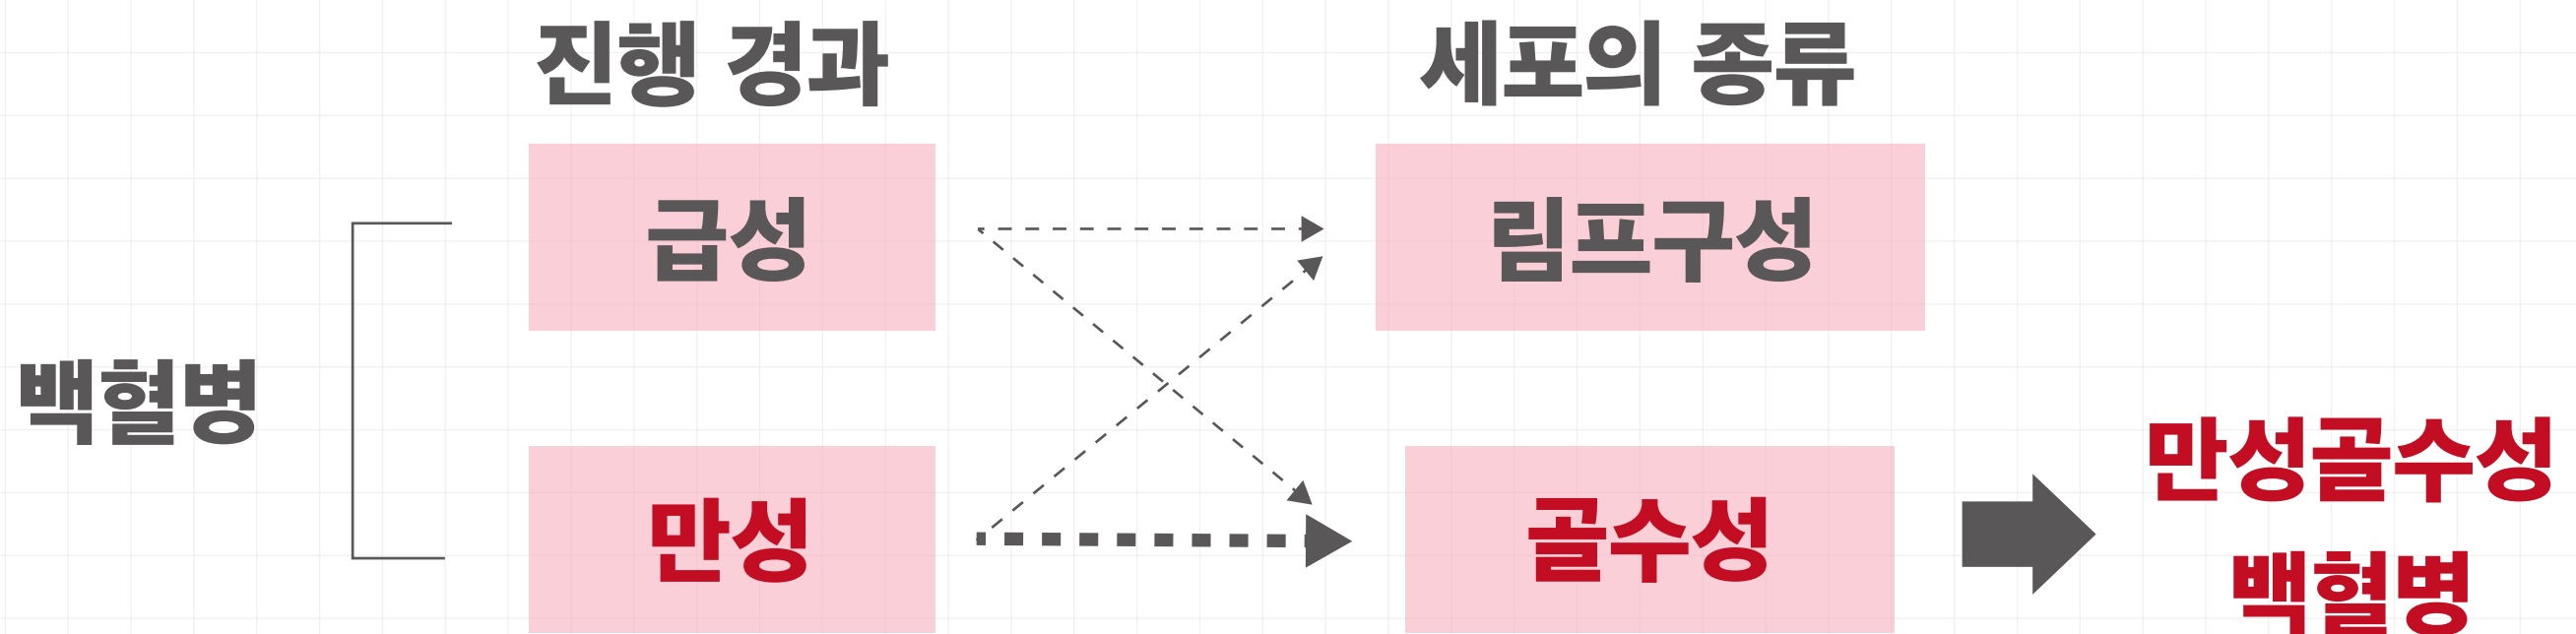 진행 경과
세포의 종류
급성
림프구성
백혈병
만성
골수성
만성골수성
백혈병